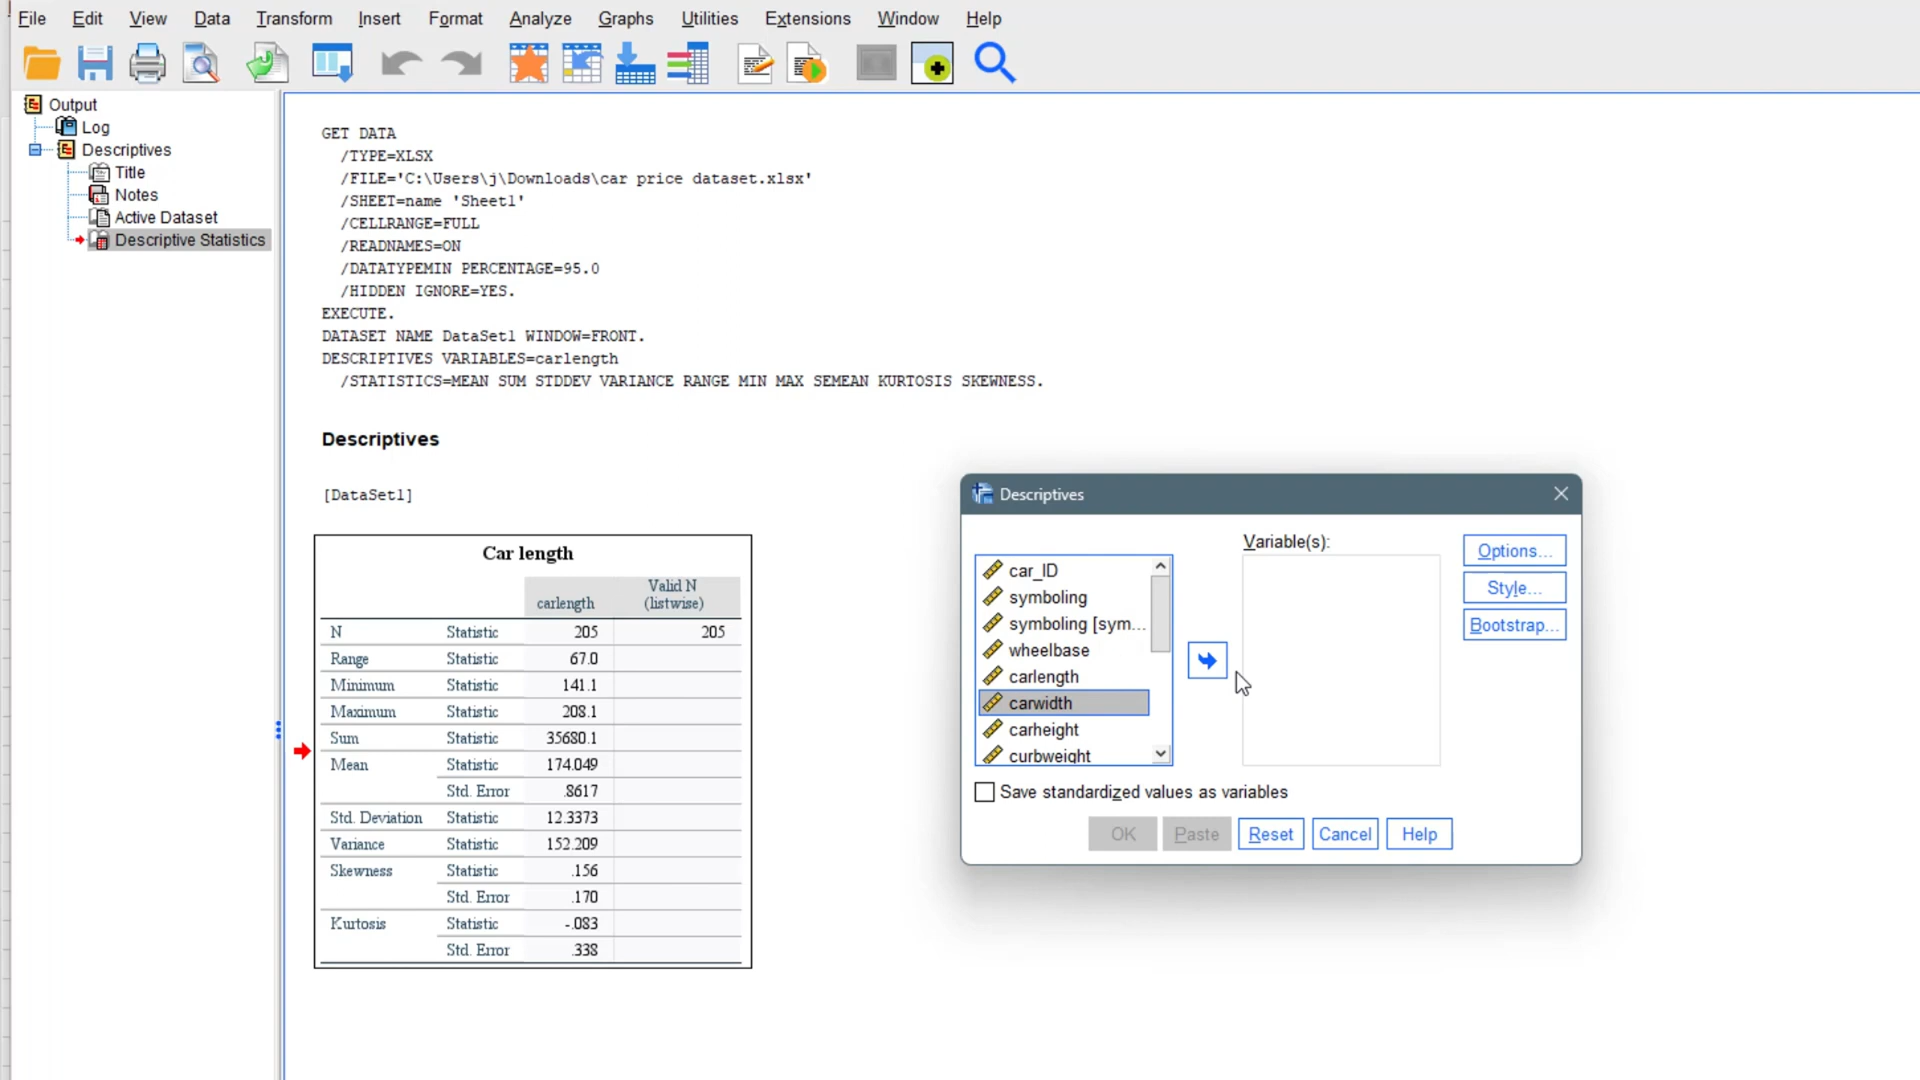 File Edit View Data Transform Insert Format Analyze Graphs Utilities Extensions Window Help
Output
Log
Descriptives
Title
Notes
Active Dataset
Descriptive Statistics
GET DATA
/TYPE=XLSX
/FILE='C:\Users\j\Downloads\car price dataset.xlsx'
/SHEET=name 'Sheet1'
/CELLRANGE=FULL
/READNAMES=ON
/DATATYPEMIN PERCENTAGE=95.0
/HIDDEN IGNORE=YES.
EXECUTE.
DATASET NAME DataSet1 WINDOW=FRONT.
DESCRIPTIVES VARIABLES=carlength
/STATISTICS=MEAN SUM STDDEV VARIANCE RANGE MIN MAX SEMEAN KURTOSIS SKEWNESS.
Descriptives
[DataSet1]
Car length
carlength Valid N (listwise)
N Statistic 205 205
Range Statistic 67.0
Minimum Statistic 141.1
Maximum Statistic 208.1
Sum Statistic 35680.1
Mean Statistic 174.049
Std. Error .8617
Std. Deviation Statistic 12.3373
Variance Statistic 152.209
Skewness Statistic .156
Std. Error .170
Kurtosis Statistic -.083
Std. Error .338
Descriptives
Variable(s):
car_ID
symboling
symboling [sym...
wheelbase
carlength
carwidth
carheight
curbweight
Options...
Style...
Bootstrap...
Save standardized values as variables
OK Paste Reset Cancel Help